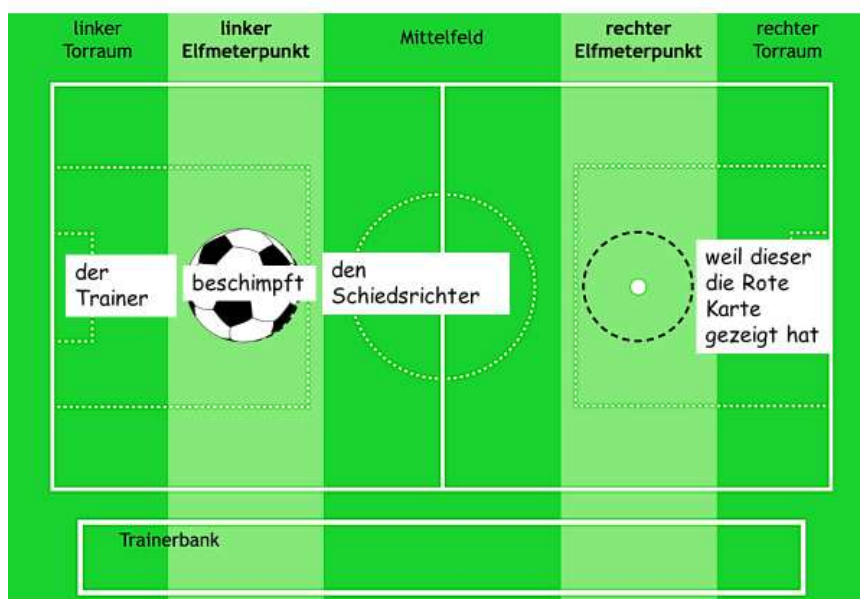 linker
Torraum
linker
Elfmeterpunkt
Mittelfeld
rechter
Elfmeterpunkt
rechter
Torraum
der
Trainer
beschimpft
den
Schiedsrichter
weil dieser
die Rote
Karte
gezeigt hat
Trainerbank